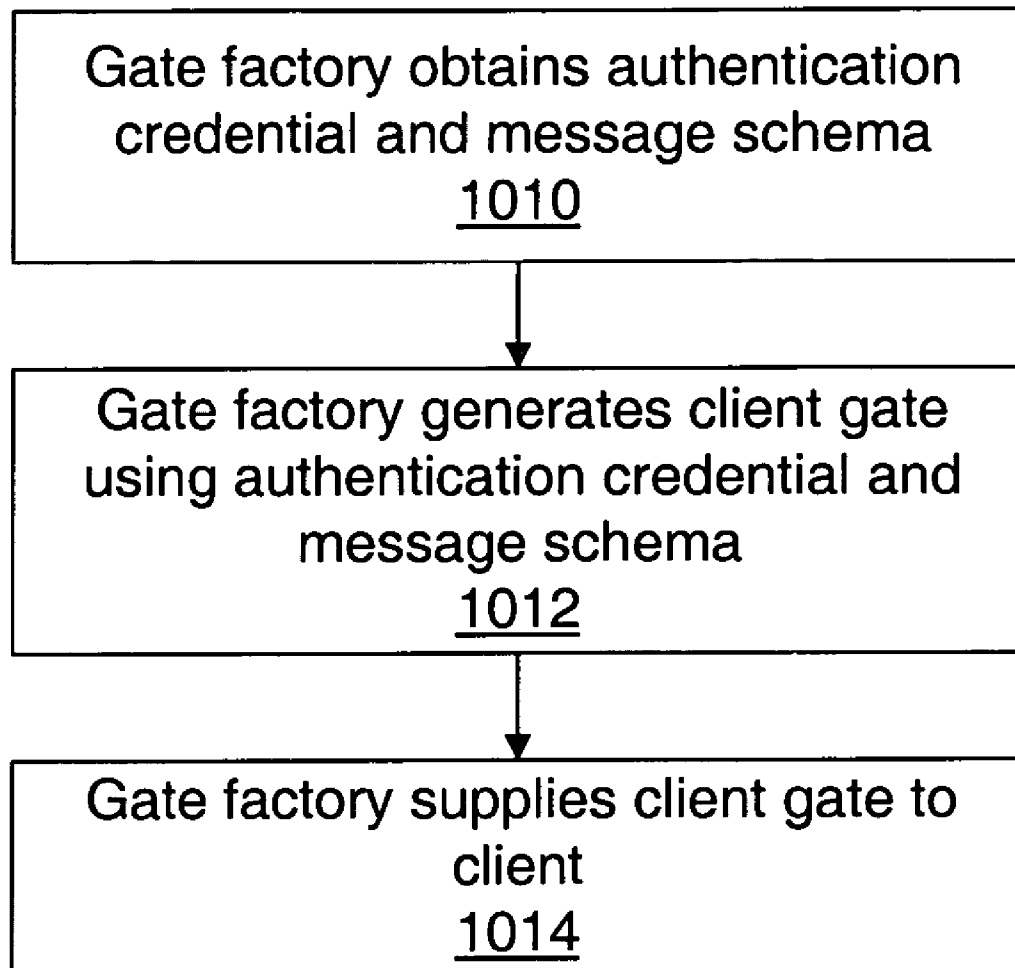 Gate factory obtains authentication
credential and message schema
1010
Gate factory generates client gate
using authentication credential and
message schema
1012
Gate factory supplies client gate to
client
1014